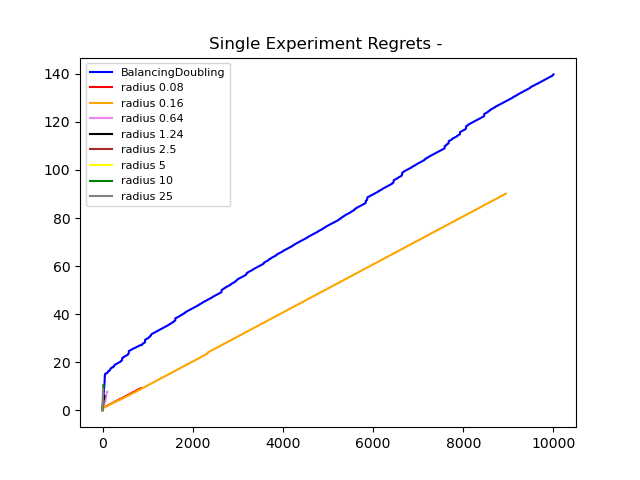 Single Experiment Regrets -
140
120
100
80
60
40
20
0
BalancingDoubling
radius 0.08
radius 0.16
radius 0.64
radius 1.24
radius 2.5
radius 5
radius 10
radius 25
0 2000 4000 6000 8000 10000